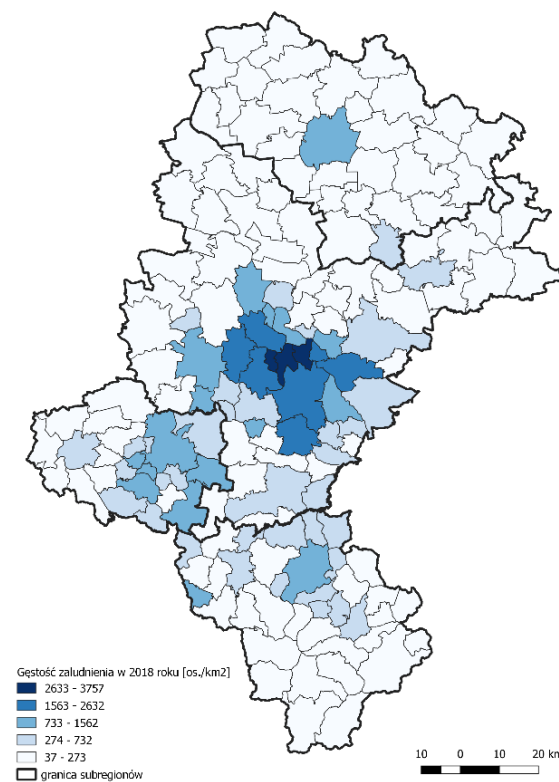 Gęstość zaludnienia w 2018 roku [os./km2]
2633 - 3757
1563 - 2632
733 - 1562
274 - 732
37 - 273
granica subregionów
10 0 10 20 km